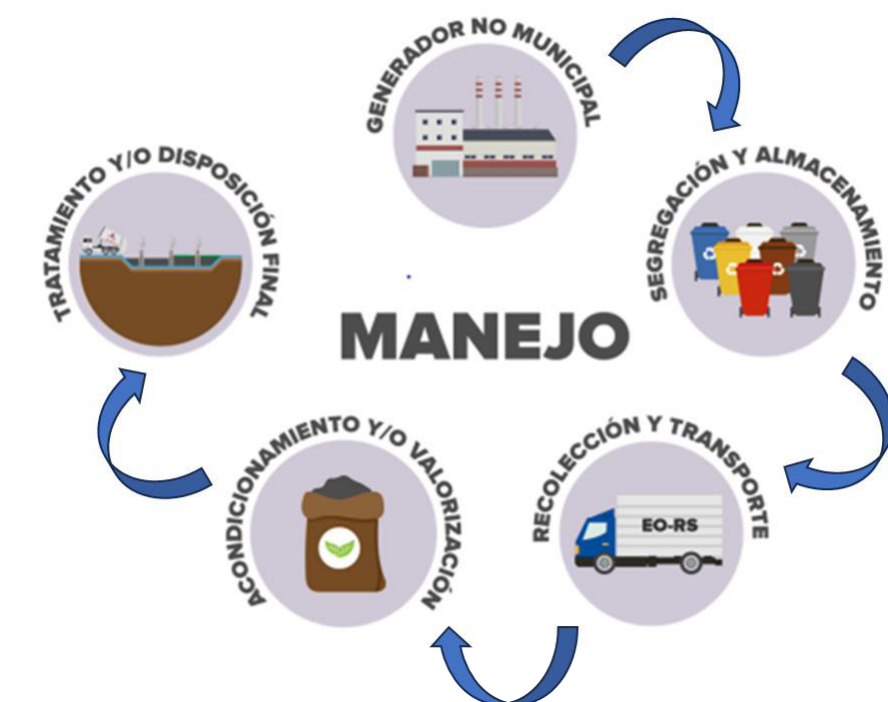 GENERADOR NO MUNICIPAL
SEGREGACIÓN Y ALMACENAMIENTO
RECOLECCIÓN Y TRANSPORTE
EO-RS
ACONDICIONAMIENTO Y/O VALORIZACIÓN
TRATAMIENTO Y/O DISPOSICIÓN FINAL
MANEJO